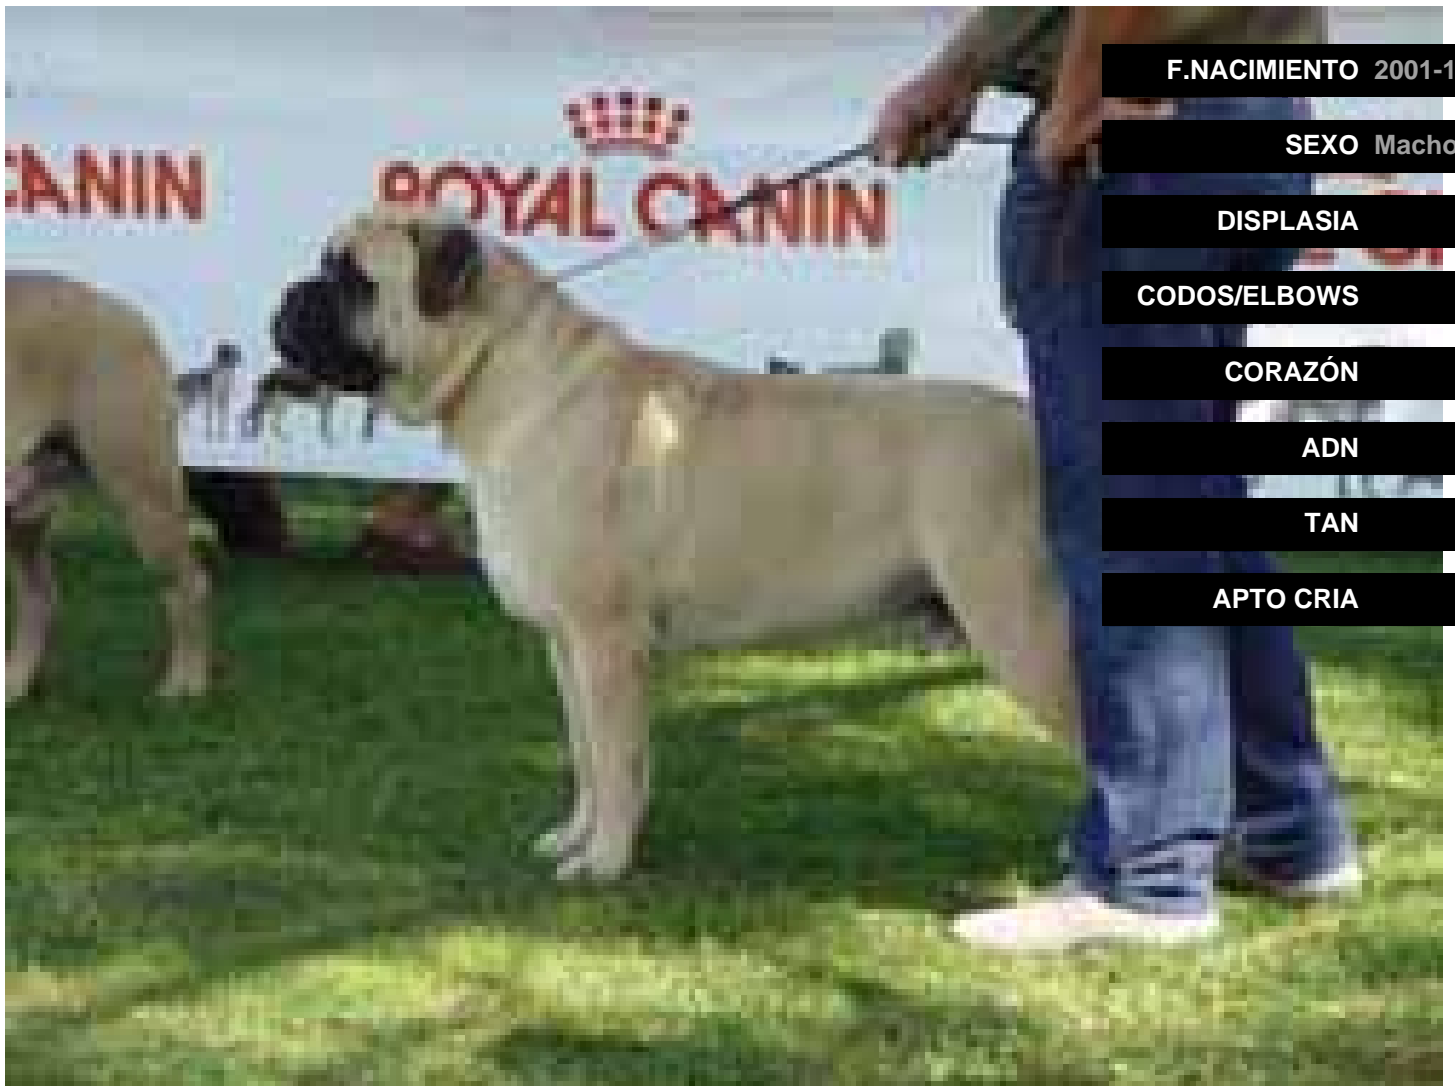 F.NACIMIENTO 2001-1
SEXO Macho
CANIN
ROYAL CANIN
DISPLASIA
CODOS/ELBOWS
CORAZÓN
ADN
TAN
APTO CRIA